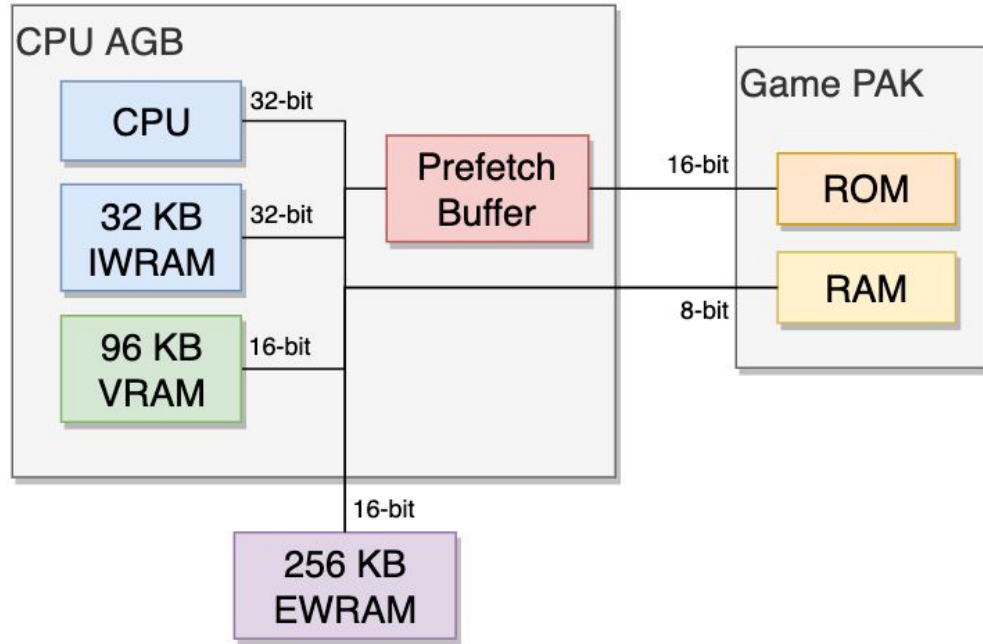 CPU AGB
CPU
32-bit
32 KB
IWRAM
32-bit
96 KB
VRAM
16-bit
Prefetch
Buffer
16-bit
Game PAK
ROM
RAM
8-bit
16-bit
256 KB
EWRAM